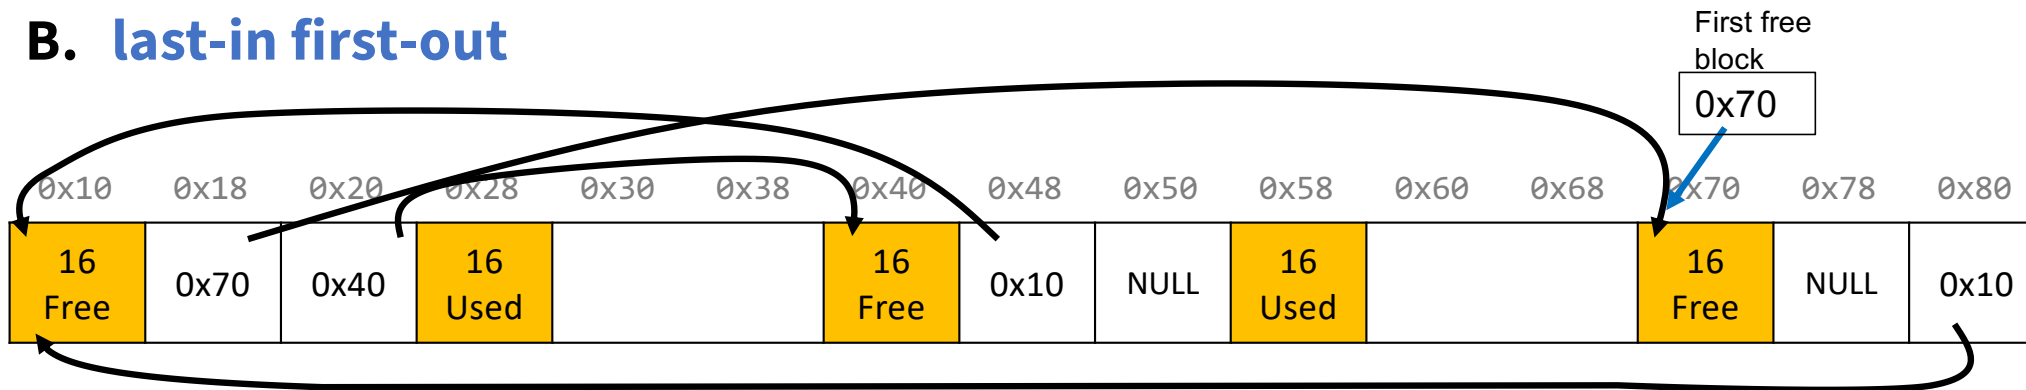 B. last-in first-out
First free
block
0x70
0x10 0x18 0x20 0x28 0x30 0x38 0x40 0x48 0x50 0x58 0x60 0x68 0x70 0x78 0x80
16 16 16 16 16
Free 0x70 0x40 Used Free 0x10 NULL Used Free NULL 0x10